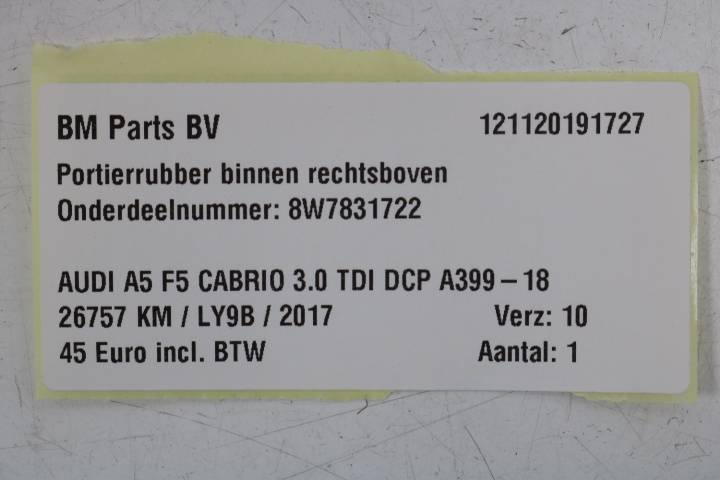 BM Parts BV 121120191727
Portierrubber binnen rechtsboven
Onderdeelnummer: 8W7831722
AUDI A5 F5 CABRIO 3.0 TDI DCP A399 – 18
26757 KM / LY9B / 2017 Verz: 10
45 Euro incl. BTW Aantal: 1